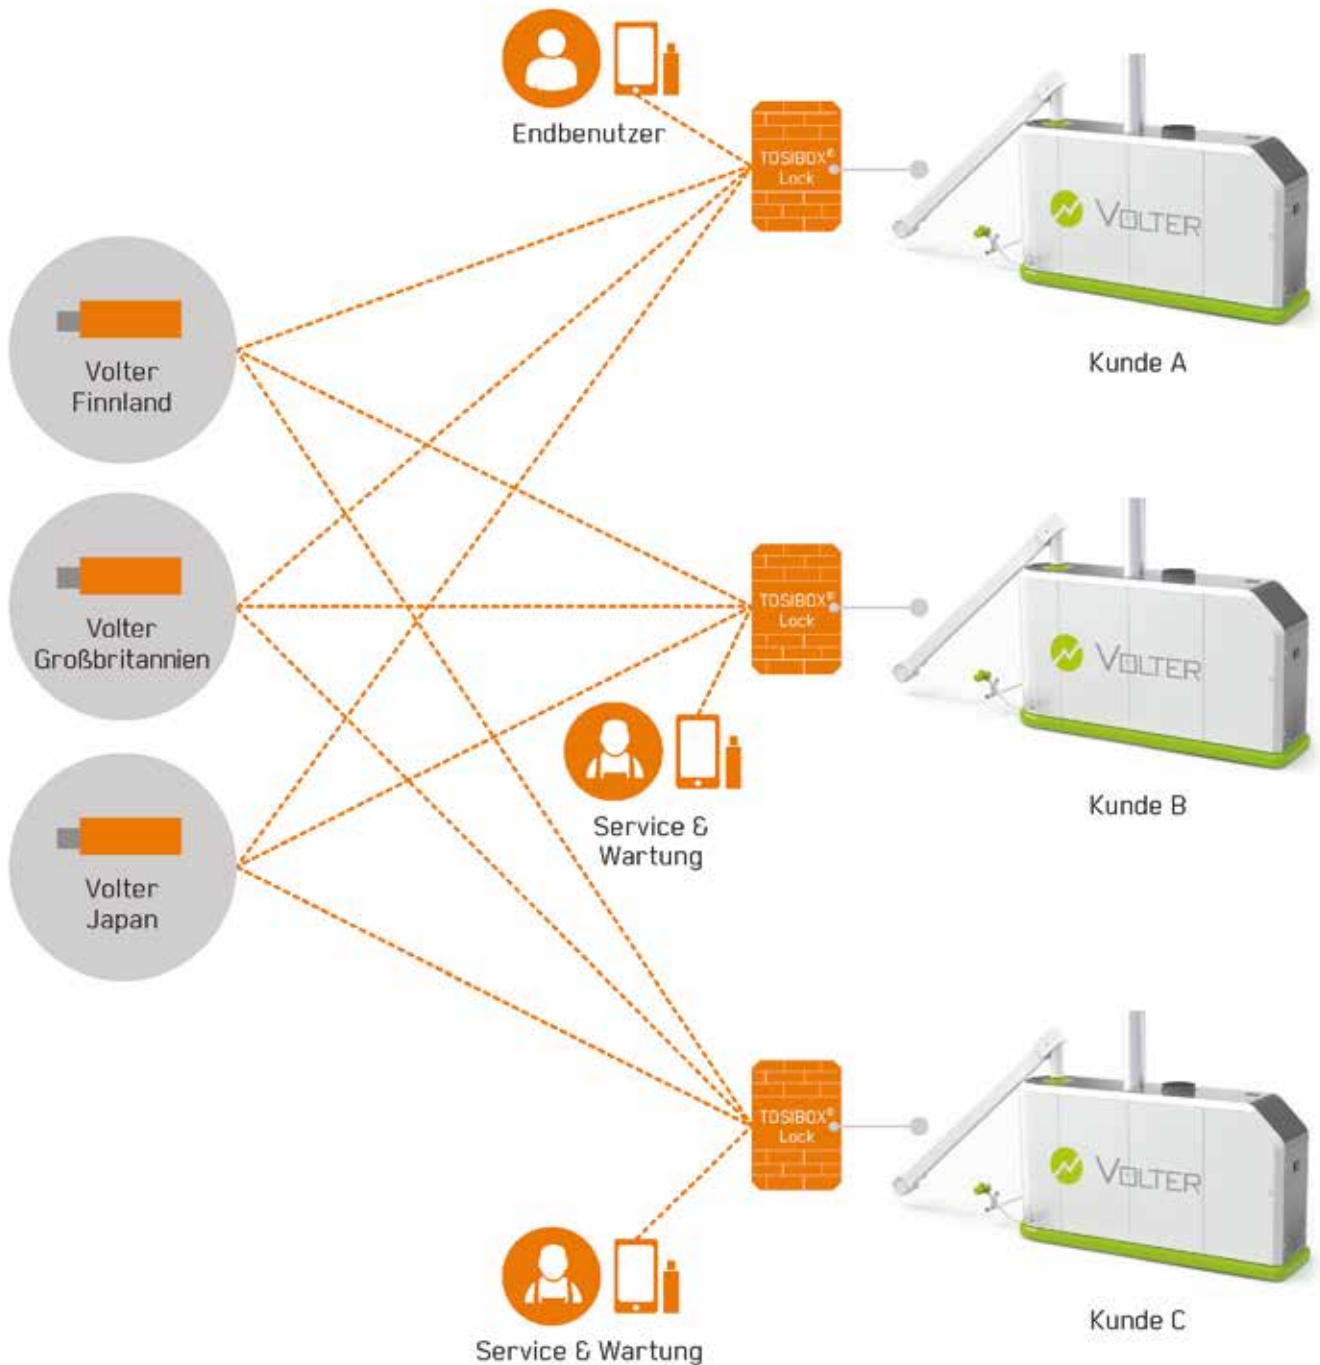 Endbenutzer
TOSIBOX®
Lock
VOLTER
Kunde A
Volter
Finnland
Volter
Großbritannien
TOSIBOX®
Lock
VOLTER
Kunde B
Service &
Wartung
Volter
Japan
TOSIBOX®
Lock
VOLTER
Kunde C
Service & Wartung